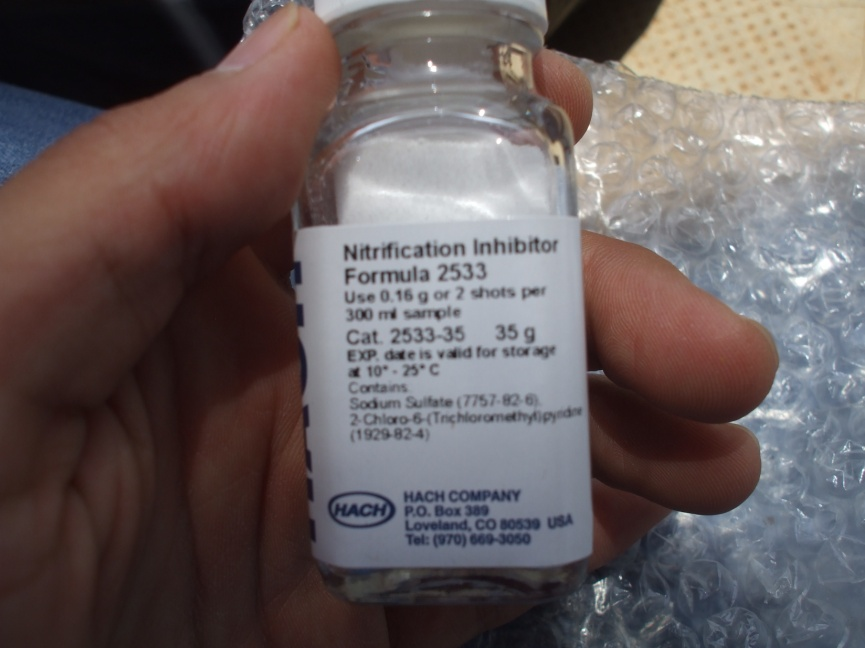 Nitrification Inhibitor
Formula 2533
Use 0.16 g or 2 shots per
300 ml sample
Cat. 2533-35 35 g
EXP. date is valid for storage
at 10° - 25° C
Contains:
Sodium Sulfate (7757-82-6),
2-Chloro-6-(Trichloromethyl)pyridine
(1929-82-4)
HACH
HACH COMPANY
P.O. Box 389
Loveland, CO 80539 USA
Tel: (970) 669-3050